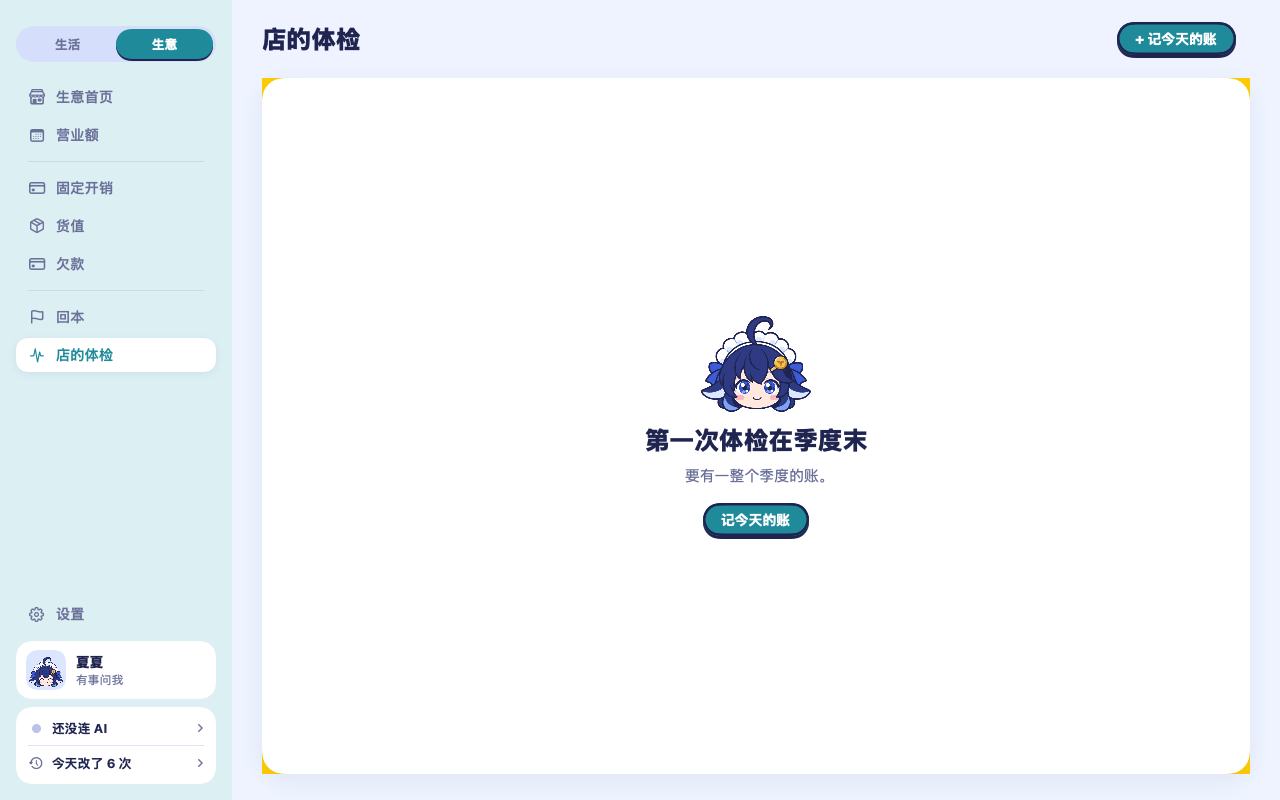 生活
生意
生意首页
营业额
固定开销
货值
欠款
回本
店的体检
设置
夏夏
有事问我
还没连 AI
今天改了 6 次
店的体检
+ 记今天的账
第一次体检在季度末
要有一整个季度的账。
记今天的账